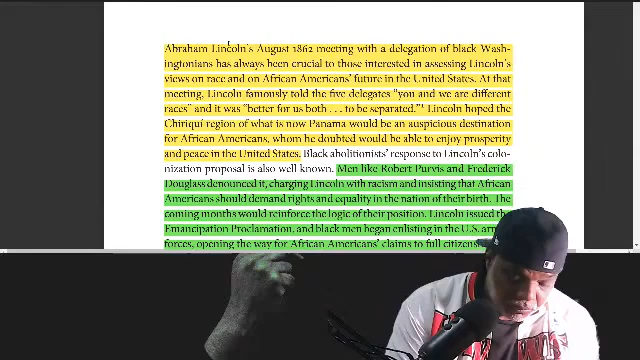 Abraham Lincoln's August 1862 meeting with a delegation of black Wash-
ingtonians has always been crucial to those interested in assessing Lincoln's
views on race and on African Americans' future in the United States. At that
meeting, Lincoln famously told the five delegates "you and we are different
races" and it was "better for us both . . . to be separated."¹ Lincoln hoped the
Chiriquí region of what is now Panama would be an auspicious destination
for African Americans, whom he doubted would be able to enjoy prosperity
and peace in the United States. Black abolitionists' response to Lincoln's colo-
nization proposal is also well known. Men like Robert Purvis and Frederick
Douglass denounced it, charging Lincoln with racism and insisting that African
Americans should demand rights and equality in the nation of their birth. The
coming months would reinforce the logic of their position. Lincoln issued the
Emancipation Proclamation, and black men began enlisting in the U.S. arm
forces, opening the way for African Americans' claims to full citizens